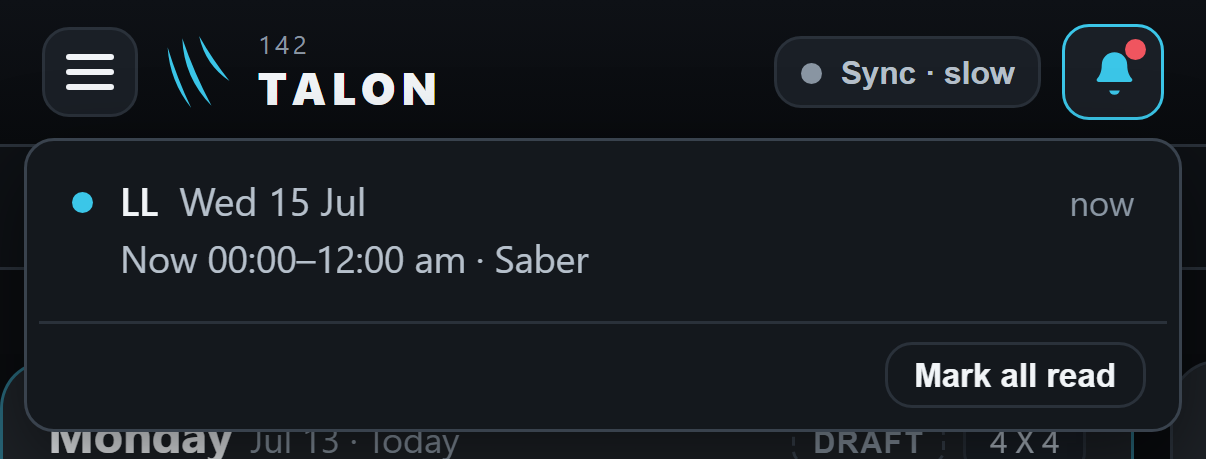 142
TALON
Sync · slow
LL Wed 15 Jul now
Now 00:00–12:00 am · Saber
Mark all read
Monday Jul 13 · Today DRAFT 4 X 4